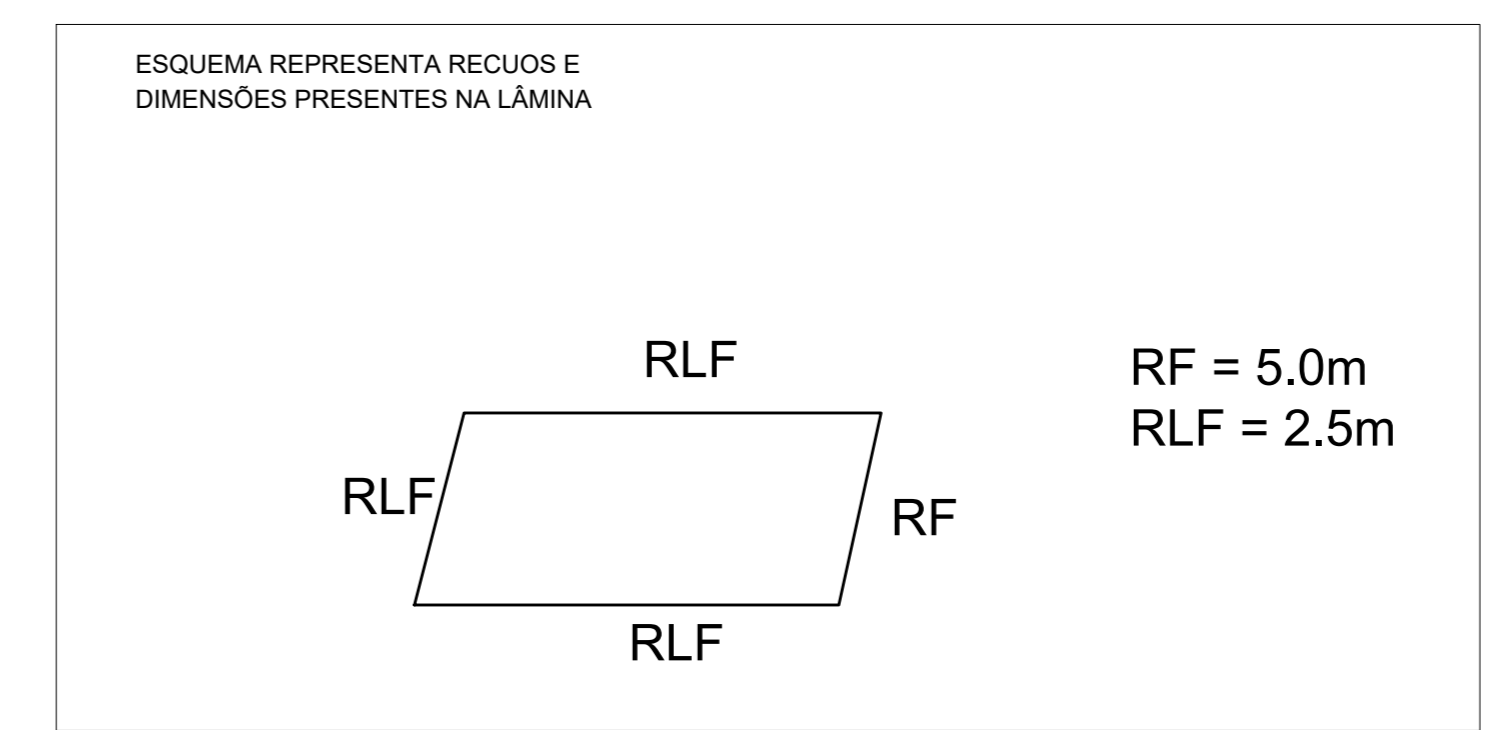 ESQUEMA REPRESENTA RECUOS E
DIMENSÕES PRESENTES NA LÂMINA
RLF
RF = 5.0m
RLF = 2.5m
RLF
RF
RLF